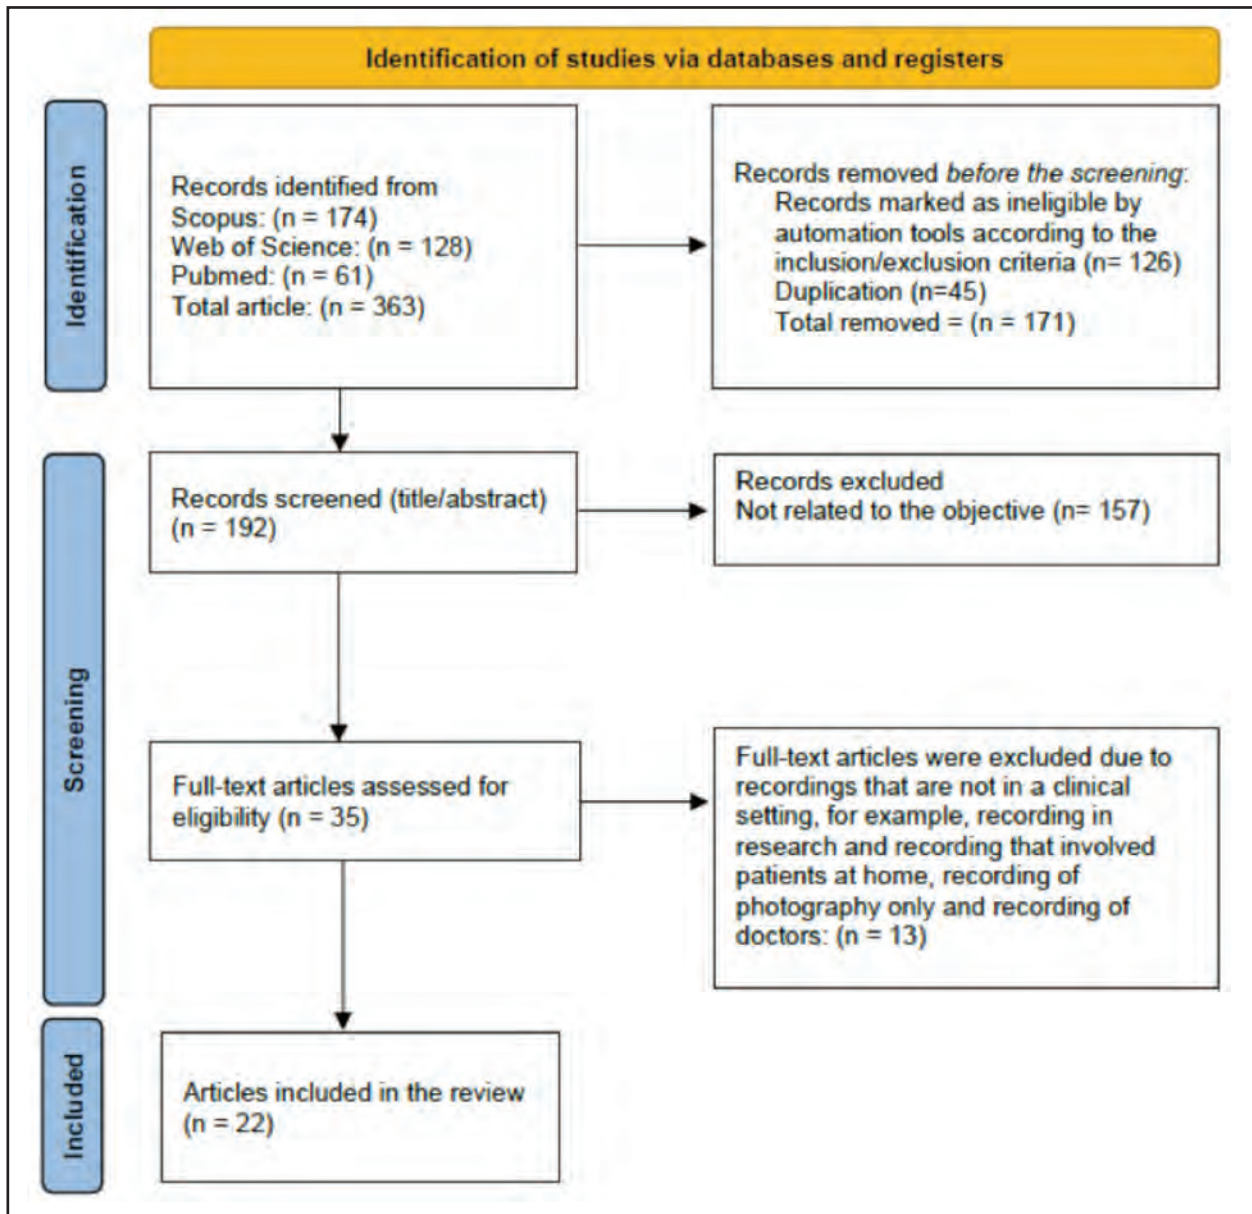 Identification of studies via databases and registers
Identification
Records identified from
Scopus: (n = 174)
Web of Science: (n = 128)
Pubmed: (n = 61)
Total article: (n = 363)
Records removed before the screening:
Records marked as ineligible by
automation tools according to the
inclusion/exclusion criteria (n= 126)
Duplication (n=45)
Total removed = (n = 171)
Screening
Records screened (title/abstract)
(n = 192)
Records excluded
Not related to the objective (n= 157)
Full-text articles assessed for
eligibility (n = 35)
Full-text articles were excluded due to
recordings that are not in a clinical
setting, for example, recording in
research and recording that involved
patients at home, recording of
photography only and recording of
doctors: (n = 13)
Included
Articles included in the review
(n = 22)